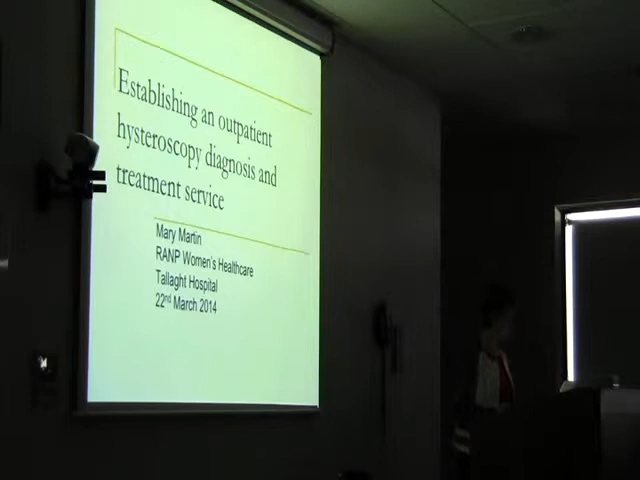 Establishing an outpatient
hysteroscopy diagnosis and
treatment service
Mary Martin
RANP Women's Healthcare
Tallaght Hospital
22nd March 2014